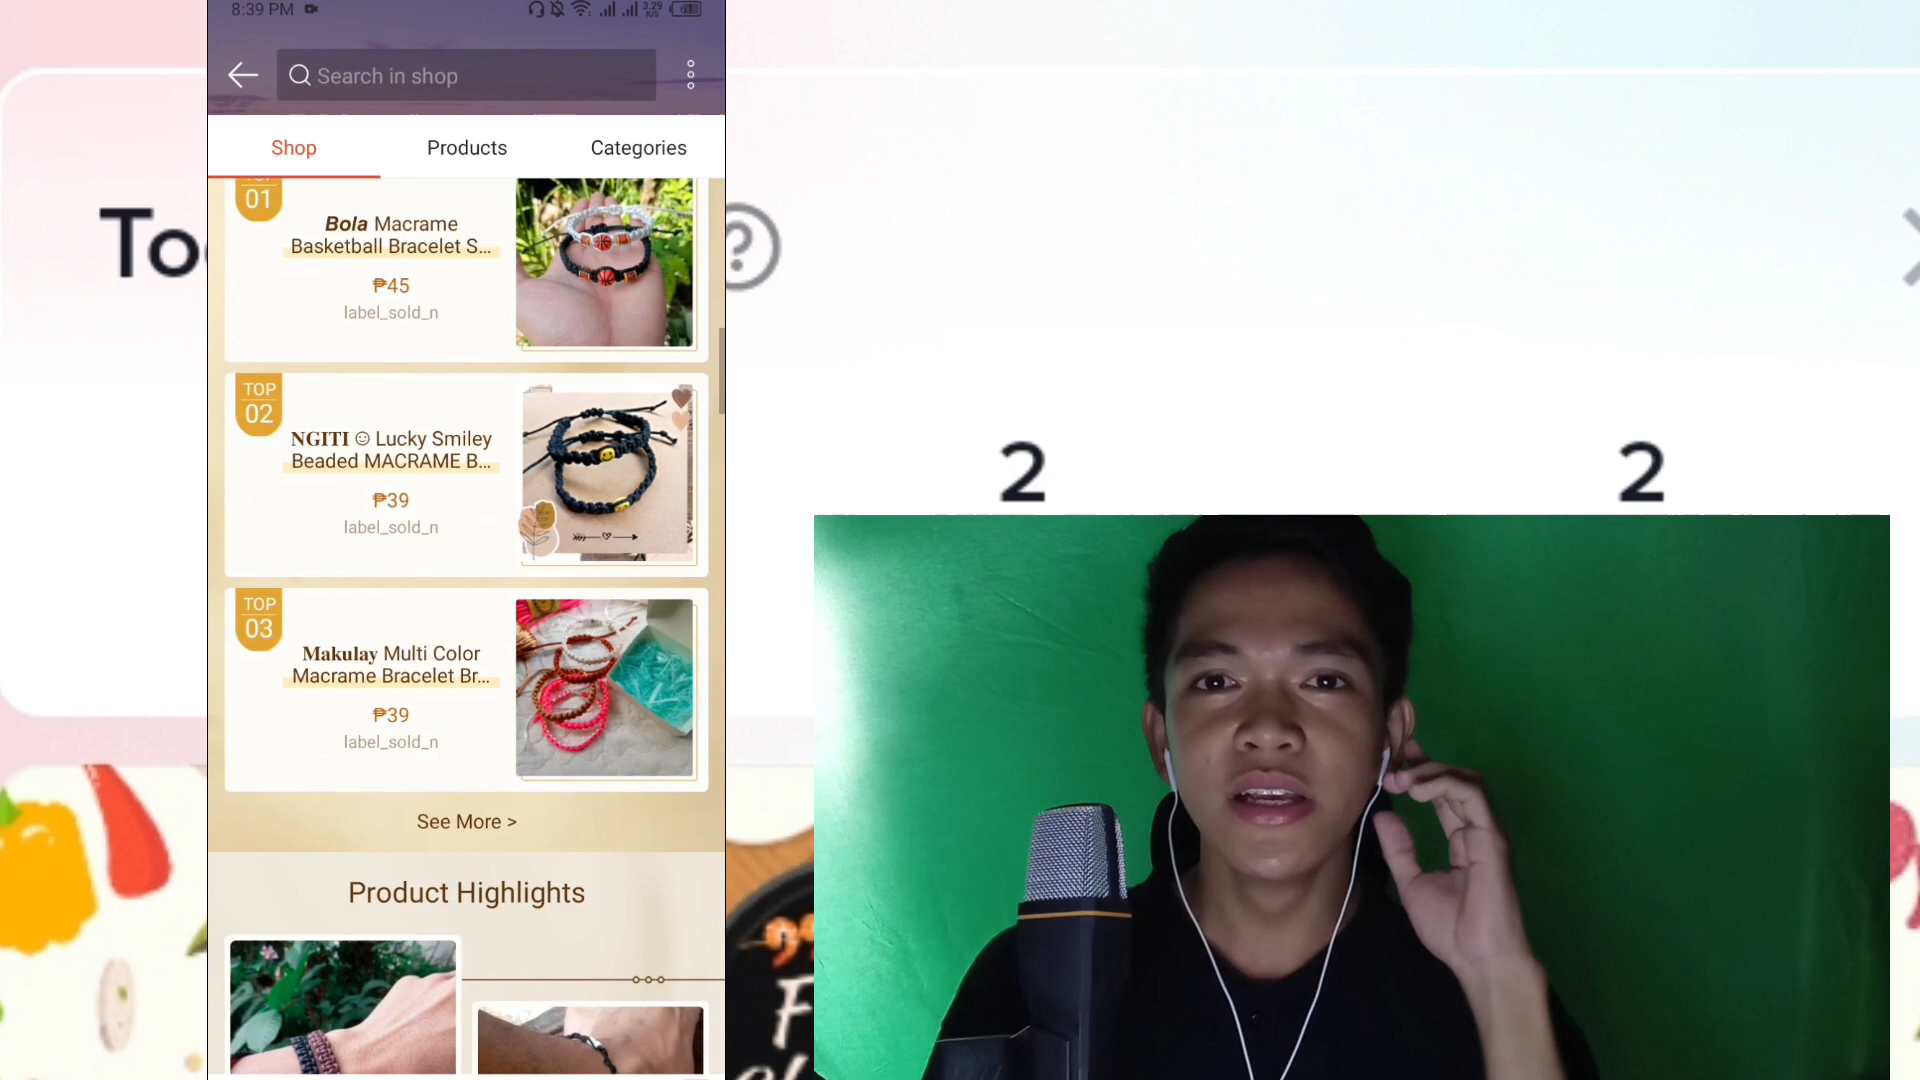 8:39 PM
3.29
K/S
Search in shop
Shop
Products
Categories
01
Bola Macrame
Basketball Bracelet S...
₱45
label_sold_n
TOP
02
NGITI ☺ Lucky Smiley
Beaded MACRAME B...
₱39
label_sold_n
TOP
03
Makulay Multi Color
Macrame Bracelet Br...
₱39
label_sold_n
See More >
Product Highlights
To
?
2
2
F